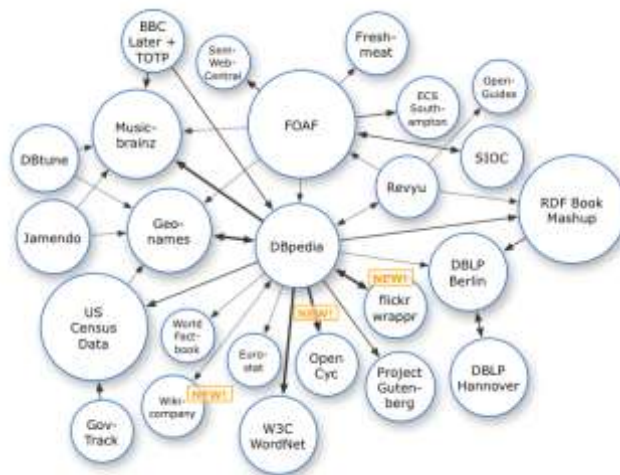 BBC
Later +
TOTP
Sem-
Web-
Central
Fresh-
meat
FOAF
ECS
South-
ampton
Open-
Guides
Music-
brainz
DBtune
SIOC
Revyu
RDF Book
Mashup
Jamendo
Geo-
names
DBpedia
DBLP
Berlin
NEW!
flickr
wrappr
US
Census
Data
World
Fact-
book
NEW!
Euro-
stat
Open
Cyc
Project
Guten-
berg
DBLP
Hannover
Wiki-
company
NEW!
Gov-
Track
W3C
WordNet